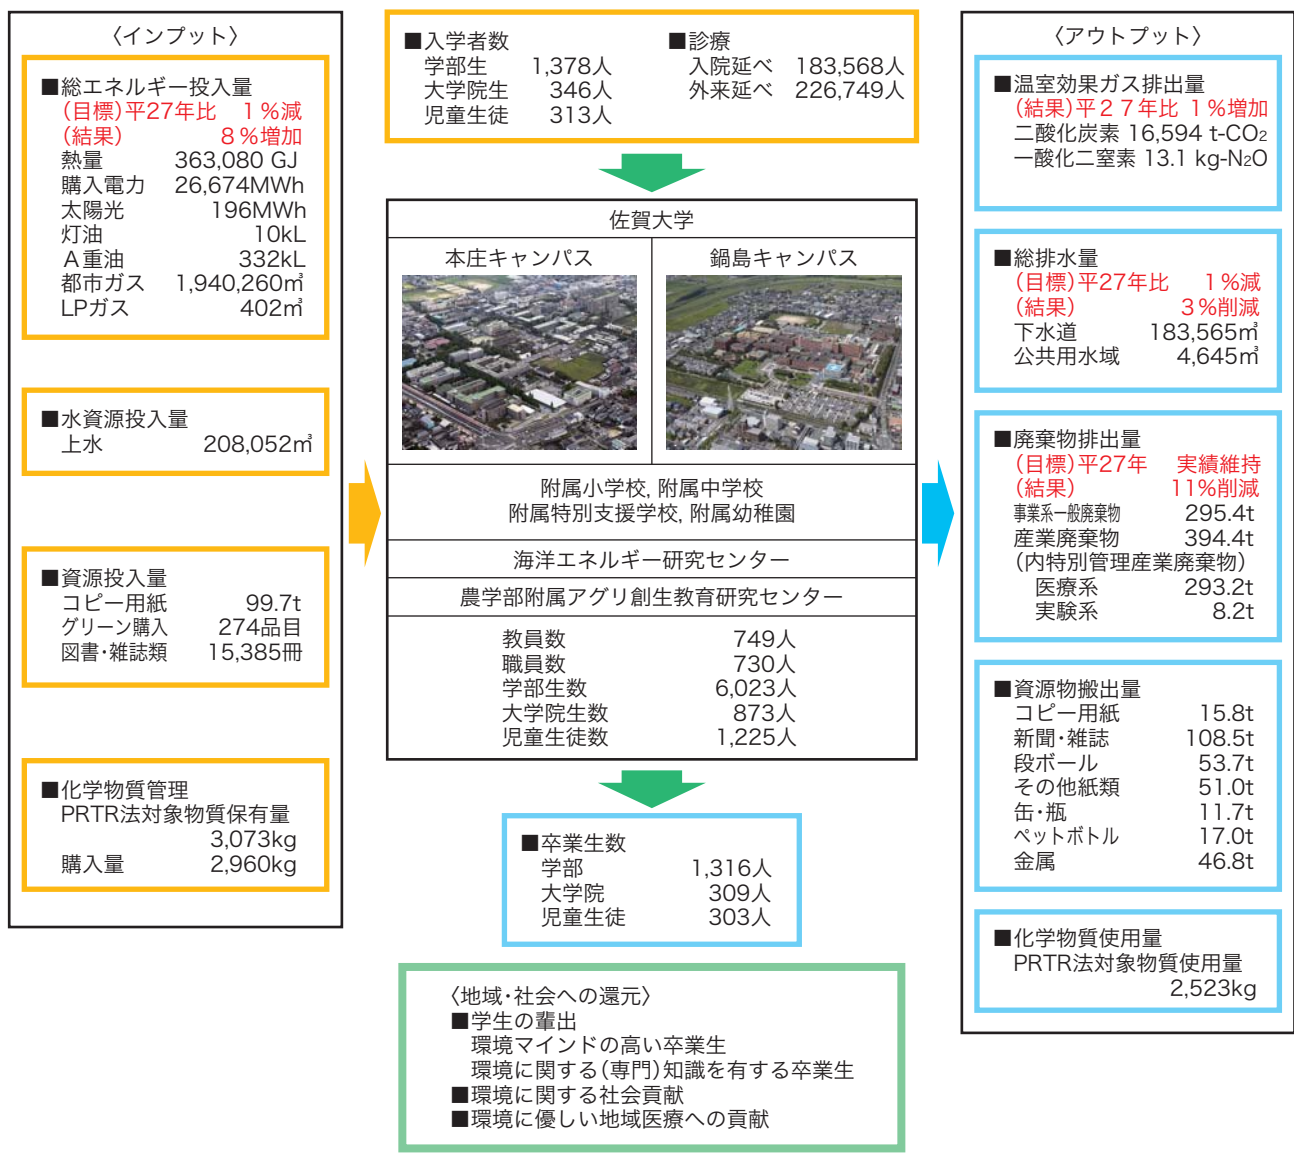 〈インプット〉
■総エネルギー投入量
(目標)平27年比 1%減
(結果) 8%増加
熱量 363,080 GJ
購入電力 26,674MWh
太陽光 196MWh
灯油 10kL
A重油 332kL
都市ガス 1,940,260㎥
LPガス 402㎥
■水資源投入量
上水 208,052㎥
■資源投入量
コピー用紙 99.7t
グリーン購入 274品目
図書・雑誌類 15,385冊
■化学物質管理
PRTR法対象物質保有量
3,073kg
購入量 2,960kg
■入学者数
学部生 1,378人
大学院生 346人
児童生徒 313人
■診療
入院延べ 183,568人
外来延べ 226,749人
佐賀大学
本庄キャンパス
鍋島キャンパス
附属小学校, 附属中学校
附属特別支援学校, 附属幼稚園
海洋エネルギー研究センター
農学部附属アグリ創生教育研究センター
教員数 749人
職員数 730人
学部生数 6,023人
大学院生数 873人
児童生徒数 1,225人
■卒業生数
学部 1,316人
大学院 309人
児童生徒 303人
〈地域・社会への還元〉
■学生の輩出
環境マインドの高い卒業生
環境に関する(専門)知識を有する卒業生
■環境に関する社会貢献
■環境に優しい地域医療への貢献
〈アウトプット〉
■温室効果ガス排出量
(結果)平27年比 1%増加
二酸化炭素 16,594 t-CO₂
一酸化二窒素 13.1 kg-N₂O
■総排水量
(目標)平27年比 1%減
(結果) 3%削減
下水道 183,565㎥
公共用水域 4,645㎥
■廃棄物排出量
(目標)平27年 実績維持
(結果) 11%削減
事業系一般廃棄物 295.4t
産業廃棄物 394.4t
(内特別管理産業廃棄物)
医療系 293.2t
実験系 8.2t
■資源物搬出量
コピー用紙 15.8t
新聞・雑誌 108.5t
段ボール 53.7t
その他紙類 51.0t
缶・瓶 11.7t
ペットボトル 17.0t
金属 46.8t
■化学物質使用量
PRTR法対象物質使用量
2,523kg